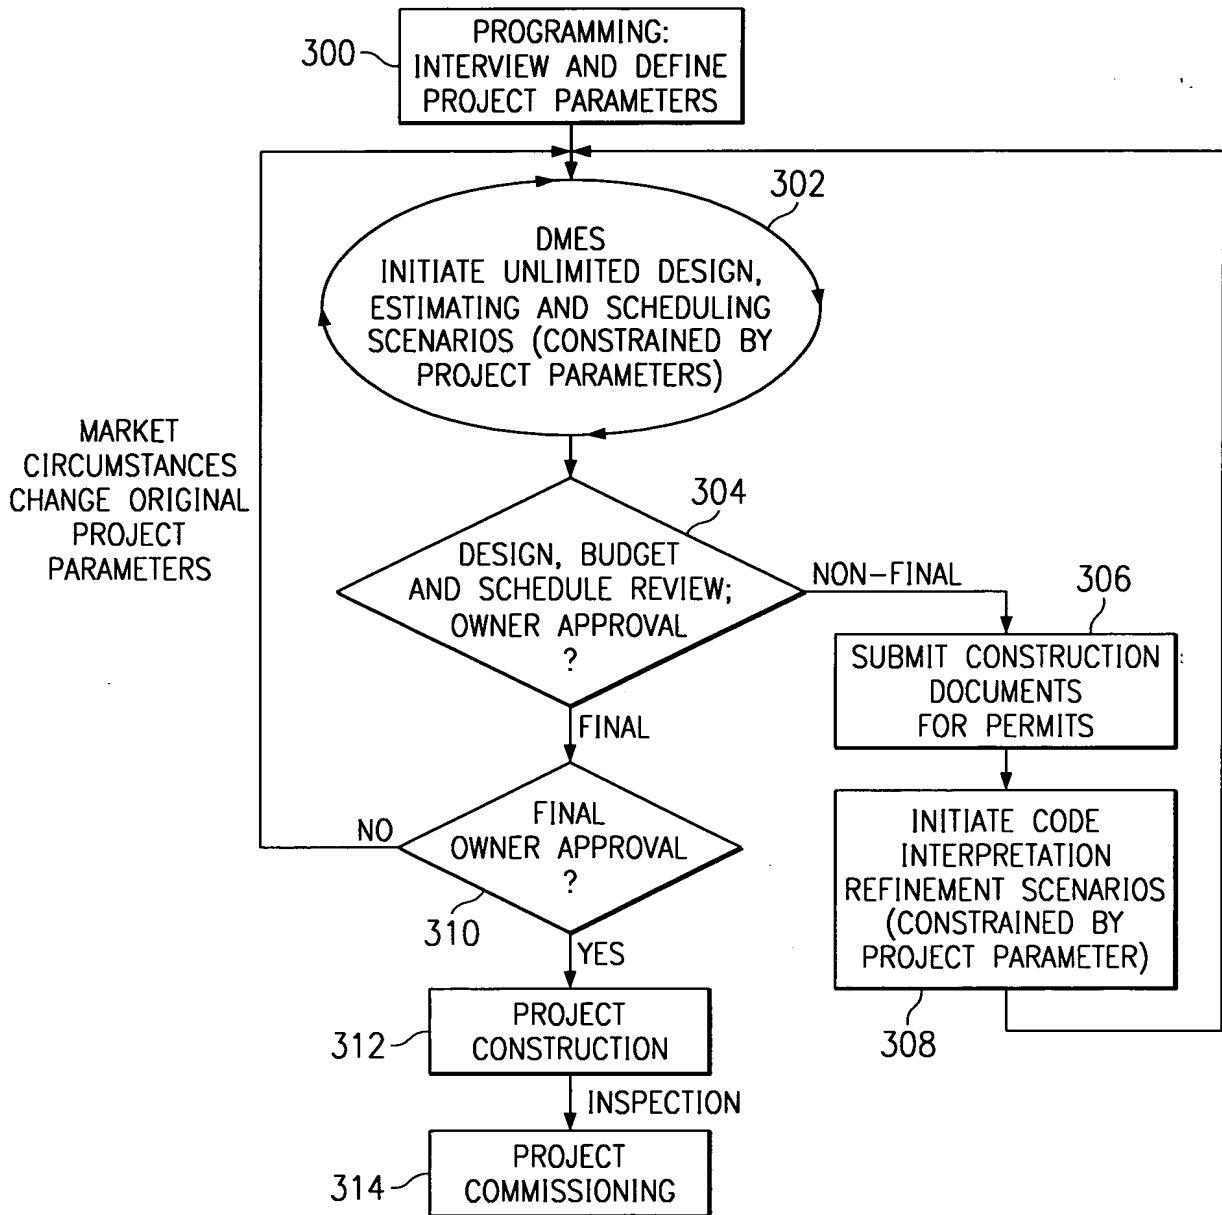 PROGRAMMING:
INTERVIEW AND DEFINE
PROJECT PARAMETERS
300
302
DMES
INITIATE UNLIMITED DESIGN,
ESTIMATING AND SCHEDULING
SCENARIOS (CONSTRAINED BY
PROJECT PARAMETERS)
MARKET
CIRCUMSTANCES
CHANGE ORIGINAL
PROJECT
PARAMETERS
304
DESIGN, BUDGET
AND SCHEDULE REVIEW;
OWNER APPROVAL
?
NON-FINAL
306
SUBMIT CONSTRUCTION
DOCUMENTS
FOR PERMITS
FINAL
INITIATE CODE
INTERPRETATION
REFINEMENT SCENARIOS
(CONSTRAINED BY
PROJECT PARAMETER)
308
NO
FINAL
OWNER APPROVAL
?
310
YES
PROJECT
CONSTRUCTION
312
INSPECTION
PROJECT
COMMISSIONING
314